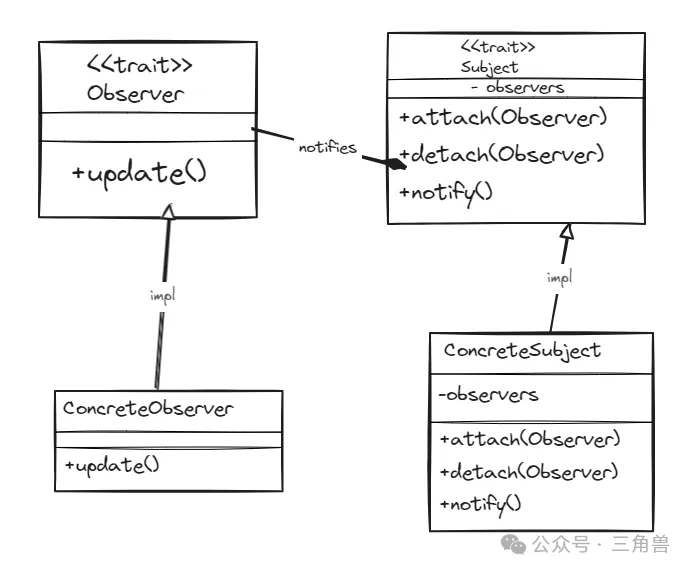 <<trait>>
Observer
+update()
<<trait>>
Subject
- observers
+attach(Observer)
+detach(Observer)
+notify()
notifies
impl
impl
ConcreteObserver
+update()
ConcreteSubject
-observers
+attach(Observer)
+detach(Observer)
+notify()
公众号 · 三角兽